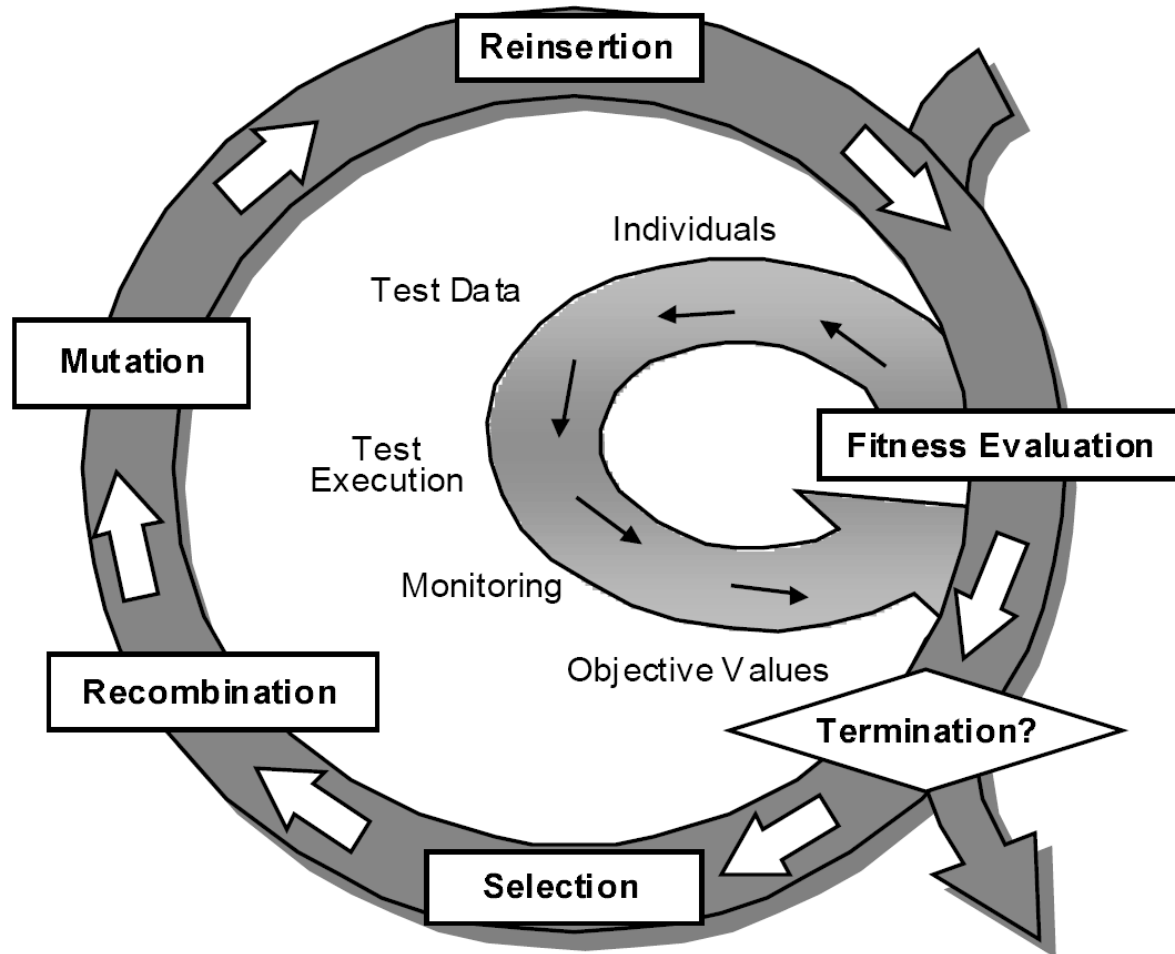 Reinsertion
Individuals
Test Data
Mutation
Test
Execution
Fitness Evaluation
Monitoring
Objective Values
Recombination
Termination?
Selection